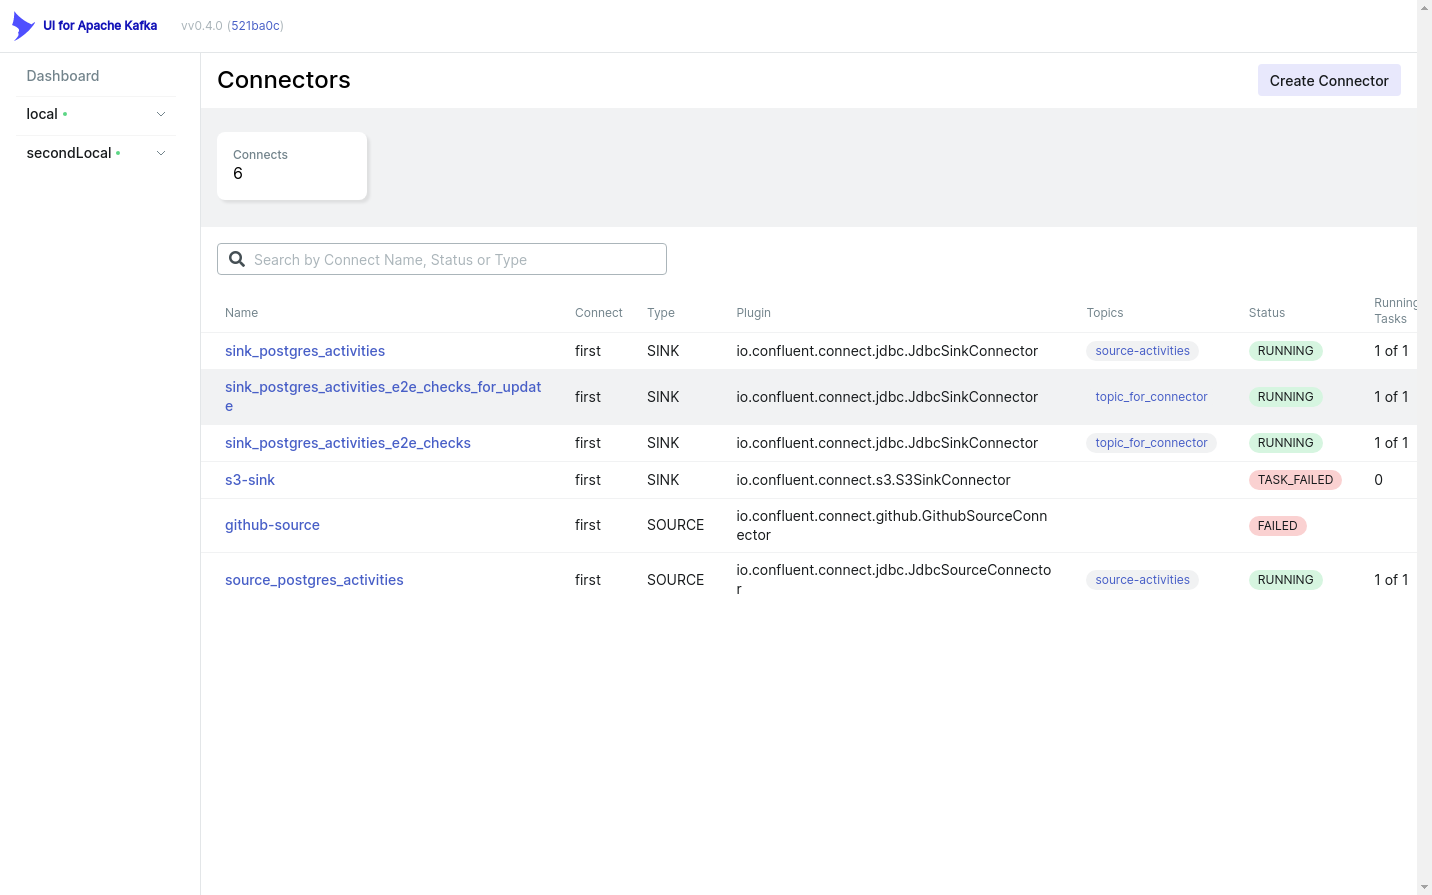 UI for Apache Kafka vv0.4.0 (521ba0c)
Dashboard
local
secondLocal
Connectors
Create Connector
Connects
6
Search by Connect Name, Status or Type
Name Connect Type Plugin Topics Status Running
Tasks
sink_postgres_activities first SINK io.confluent.connect.jdbc.JdbcSinkConnector source-activities RUNNING 1 of 1
sink_postgres_activities_e2e_checks_for_updat
e first SINK io.confluent.connect.jdbc.JdbcSinkConnector topic_for_connector RUNNING 1 of 1
sink_postgres_activities_e2e_checks first SINK io.confluent.connect.jdbc.JdbcSinkConnector topic_for_connector RUNNING 1 of 1
s3-sink first SINK io.confluent.connect.s3.S3SinkConnector TASK_FAILED 0
github-source first SOURCE io.confluent.connect.github.GithubSourceConn
ector FAILED
source_postgres_activities first SOURCE io.confluent.connect.jdbc.JdbcSourceConnecto
r source-activities RUNNING 1 of 1